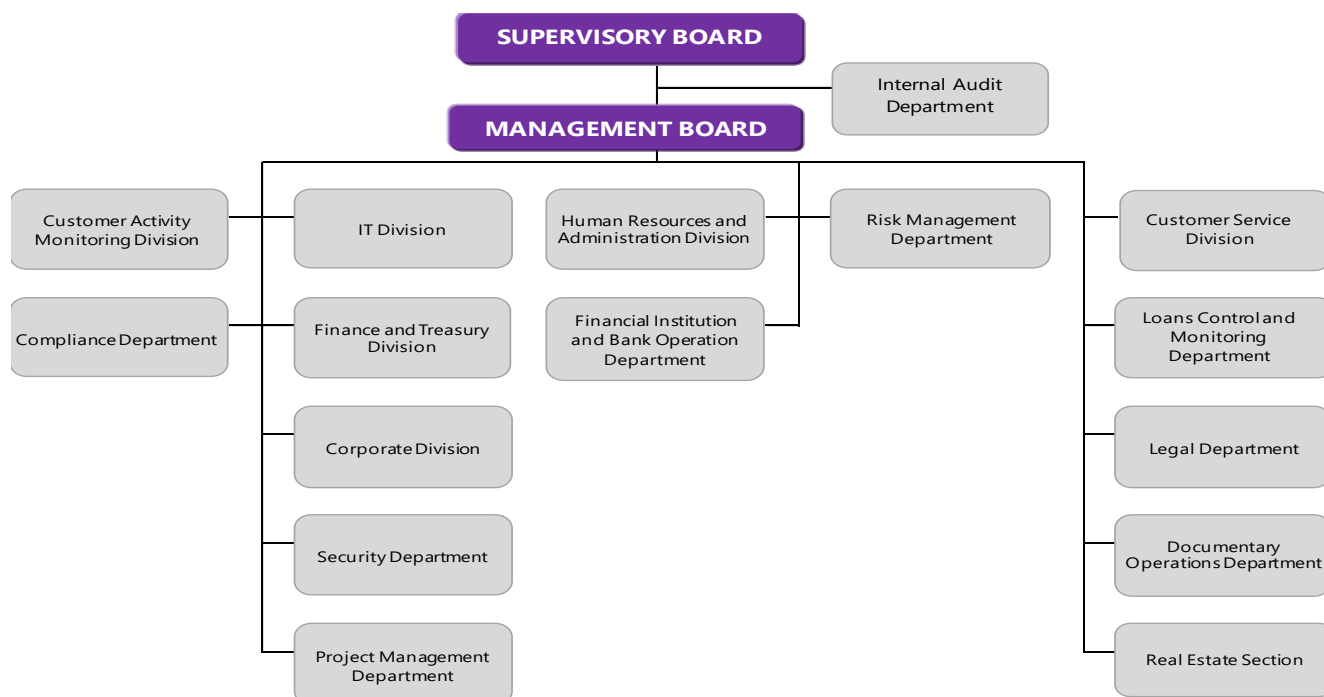 SUPERVISORY BOARD
Internal Audit
Department
MANAGEMENT BOARD
Customer Activity
Monitoring Division
IT Division
Human Resources and
Administration Division
Risk Management
Department
Customer Service
Division
Compliance Department
Finance and Treasury
Division
Financial Institution
and Bank Operation
Department
Loans Control and
Monitoring
Department
Corporate Division
Legal Department
Security Department
Documentary
Operations Department
Project Management
Department
Real Estate Section